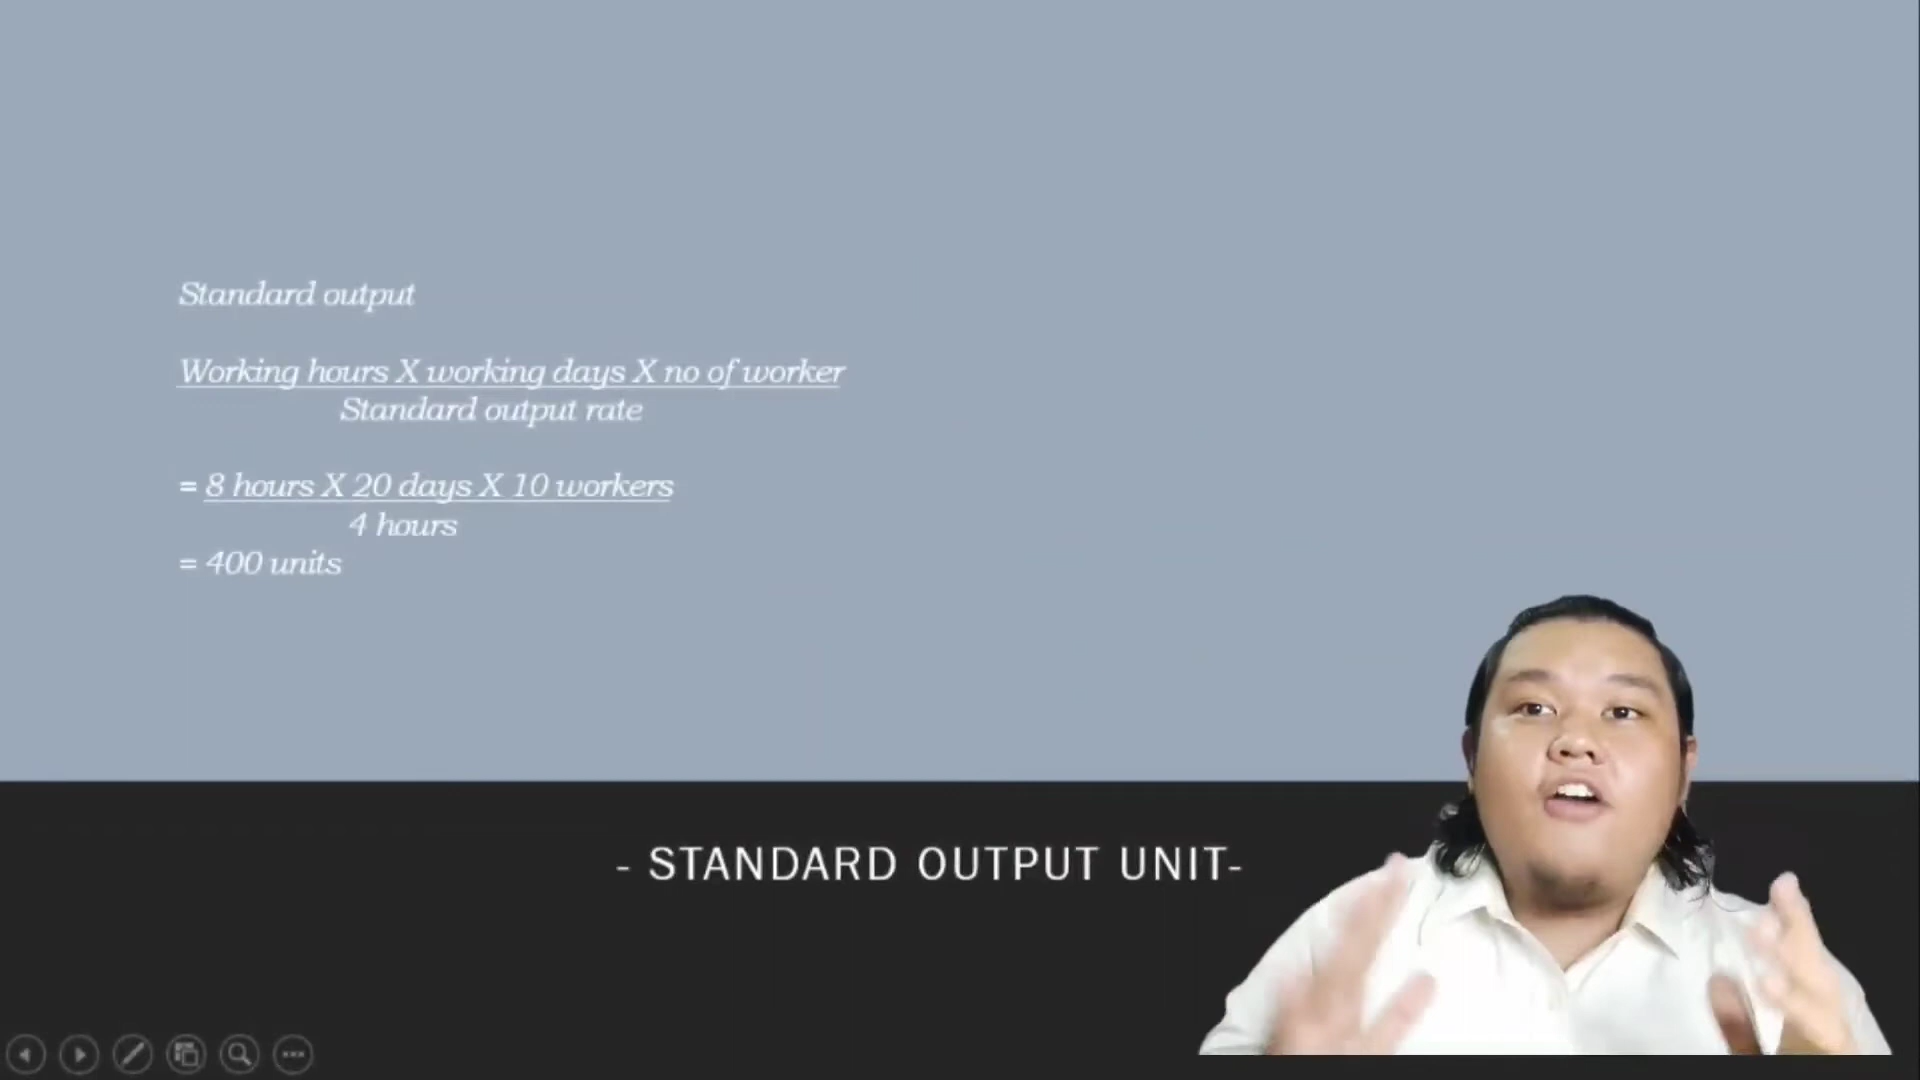 Standard output
Working hours X working days X no of worker
Standard output rate
= 8 hours X 20 days X 10 workers
4 hours
= 400 units
- STANDARD OUTPUT UNIT-